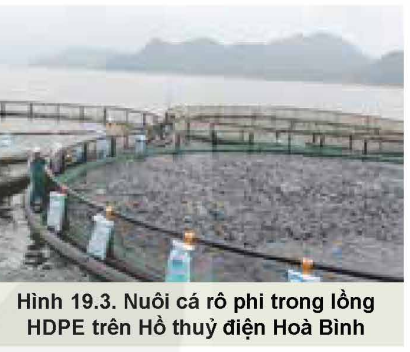 Hình 19.3. Nuôi cá rô phi trong lồng
HDPE trên Hồ thuỷ điện Hoà Bình